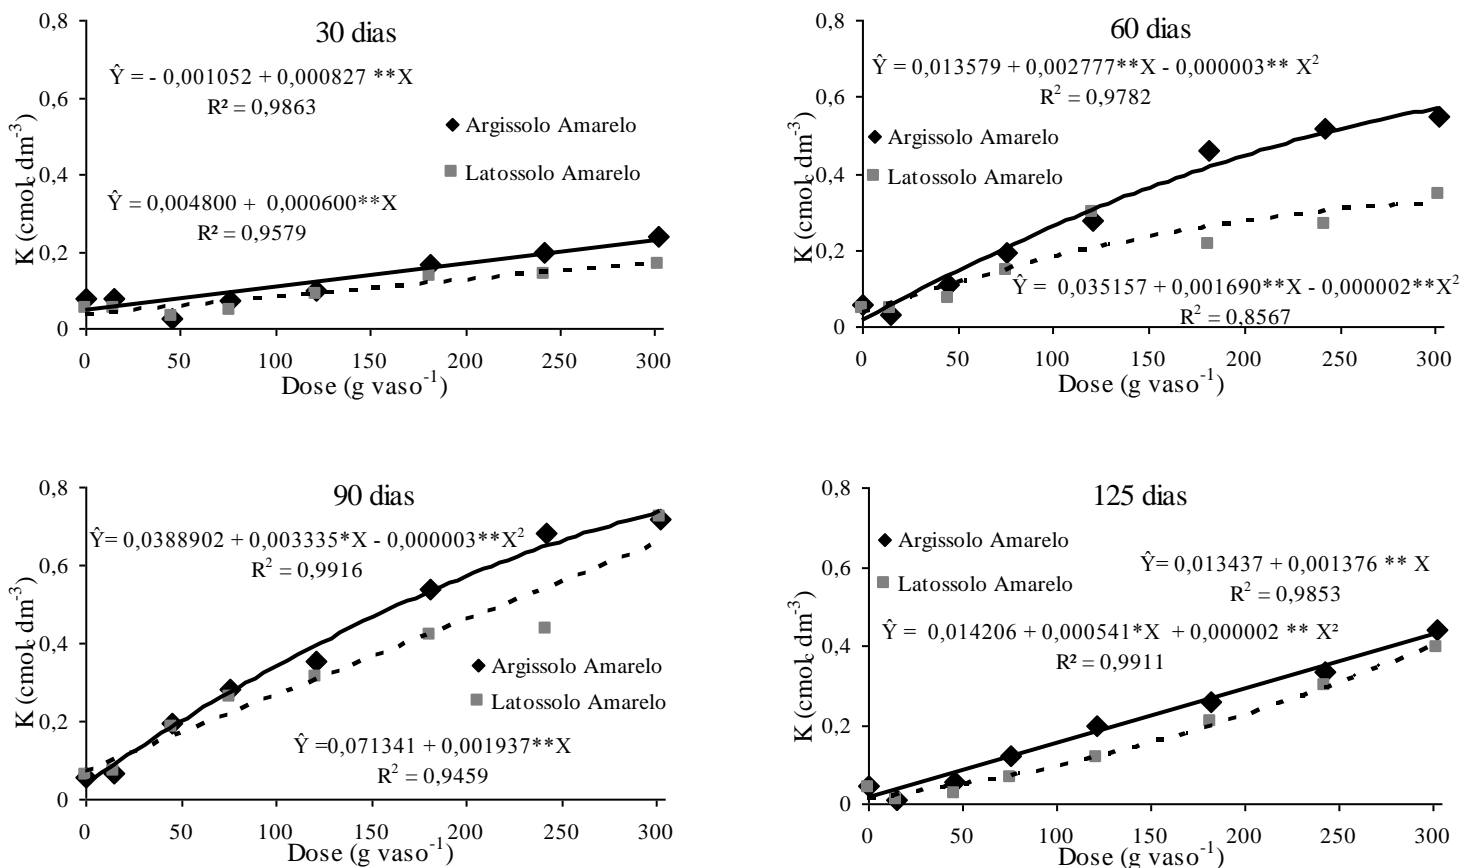 30 dias
Ŷ = - 0,001052 + 0,000827 **X
R² = 0,9863
Argissolo Amarelo
Latossolo Amarelo
Ŷ = 0,004800 + 0,000600**X
R² = 0,9579
K (cmolc dm-3)
0,8
0,6
0,4
0,2
0
0 50 100 150 200 250 300
Dose (g vaso-1)
60 dias
Ŷ = 0,013579 + 0,002777**X - 0,000003** X2
R2 = 0,9782
Argissolo Amarelo
Latossolo Amarelo
Ŷ = 0,035157 + 0,001690**X - 0,000002**X2
R2 = 0,8567
K (cmolc dm-3)
0,8
0,6
0,4
0,2
0
0 50 100 150 200 250 300
Dose (g vaso-1)
90 dias
Ŷ= 0,0388902 + 0,003335*X - 0,000003**X2
R2 = 0,9916
Argissolo Amarelo
Latossolo Amarelo
Ŷ =0,071341 + 0,001937**X
R2 = 0,9459
K (cmolc dm-3)
0,8
0,6
0,4
0,2
0
0 50 100 150 200 250 300
Dose (g vaso-1)
125 dias
Argissolo Amarelo
Latossolo Amarelo
Ŷ= 0,013437 + 0,001376 ** X
R2 = 0,9853
Ŷ = 0,014206 + 0,000541*X + 0,000002 ** X²
R² = 0,9911
K (cmolc dm-3)
0,8
0,6
0,4
0,2
0
0 50 100 150 200 250 300
Dose (g vaso-1)